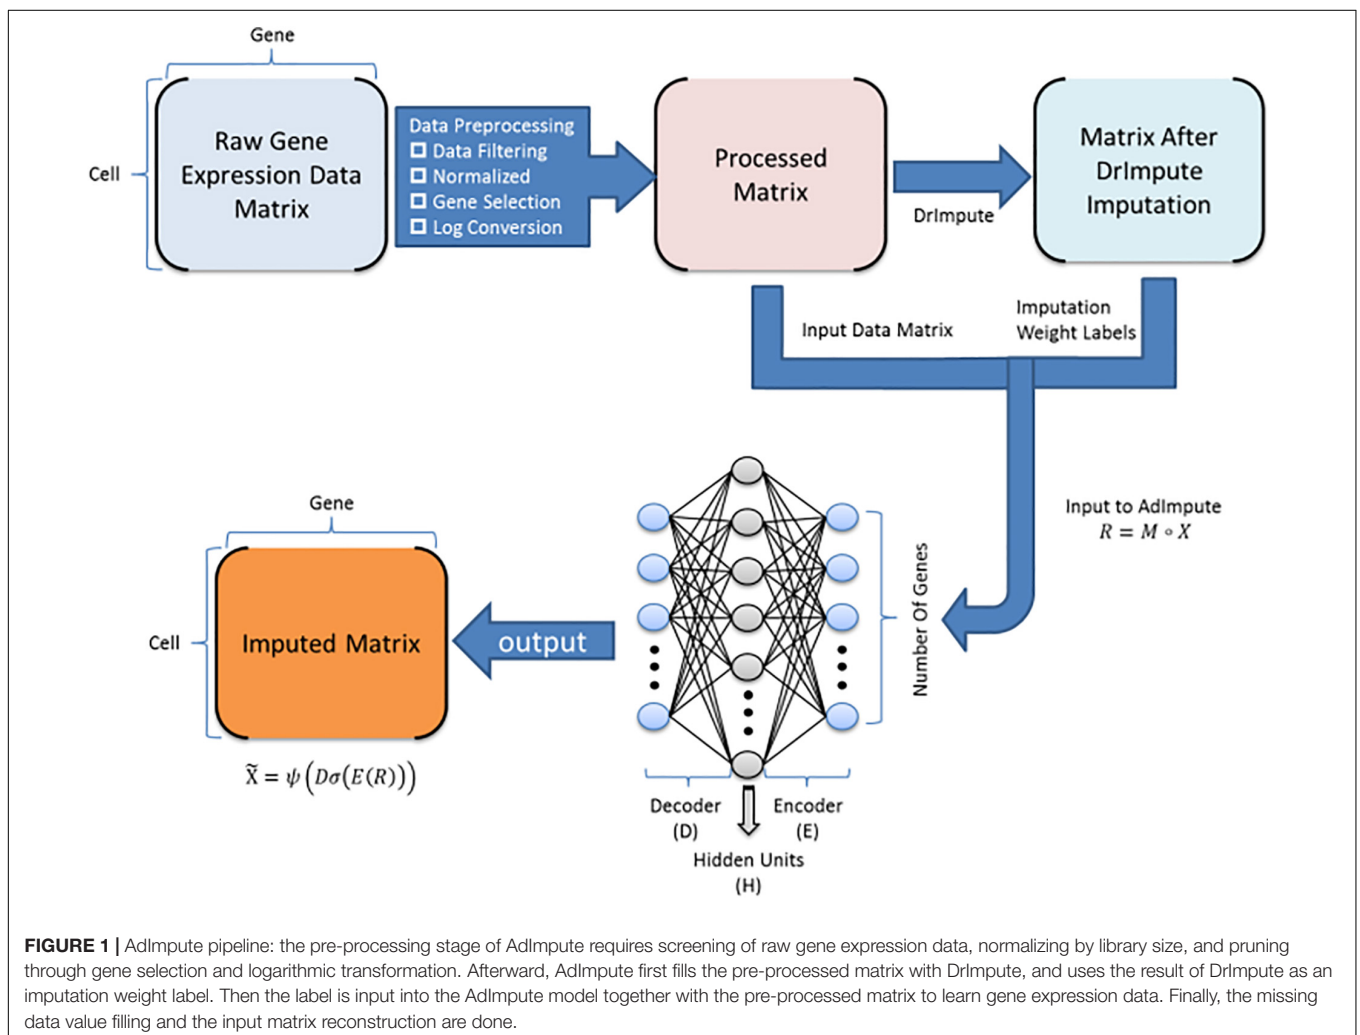 Gene
Cell
Raw Gene
Expression Data
Matrix
Data Preprocessing
Data Filtering
Normalized
Gene Selection
Log Conversion
Processed
Matrix
DrImpute
Matrix After
DrImpute
Imputation
Input Data Matrix
Imputation
Weight Labels
Input to AdImpute
R = M ∘ X
Number Of Genes
Gene
Cell
Imputed Matrix
output
X̃ = ψ(Dσ(E(R)))
Decoder
(D)
Encoder
(E)
Hidden Units
(H)
FIGURE 1 | AdImpute pipeline: the pre-processing stage of AdImpute requires screening of raw gene expression data, normalizing by library size, and pruning
through gene selection and logarithmic transformation. Afterward, AdImpute first fills the pre-processed matrix with DrImpute, and uses the result of DrImpute as an
imputation weight label. Then the label is input into the AdImpute model together with the pre-processed matrix to learn gene expression data. Finally, the missing
data value filling and the input matrix reconstruction are done.